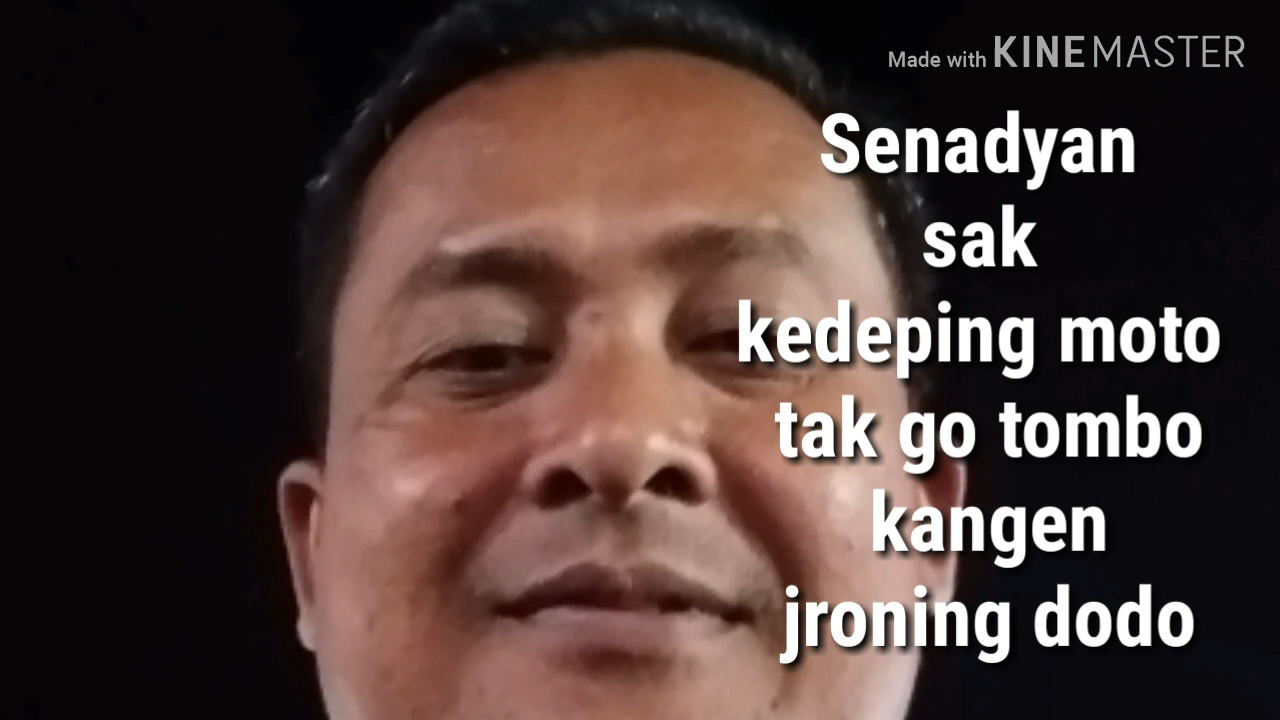 Made with KINEMASTER
Senadyan
sak
kedeping moto
tak go tombo
kangen
jroning dodo